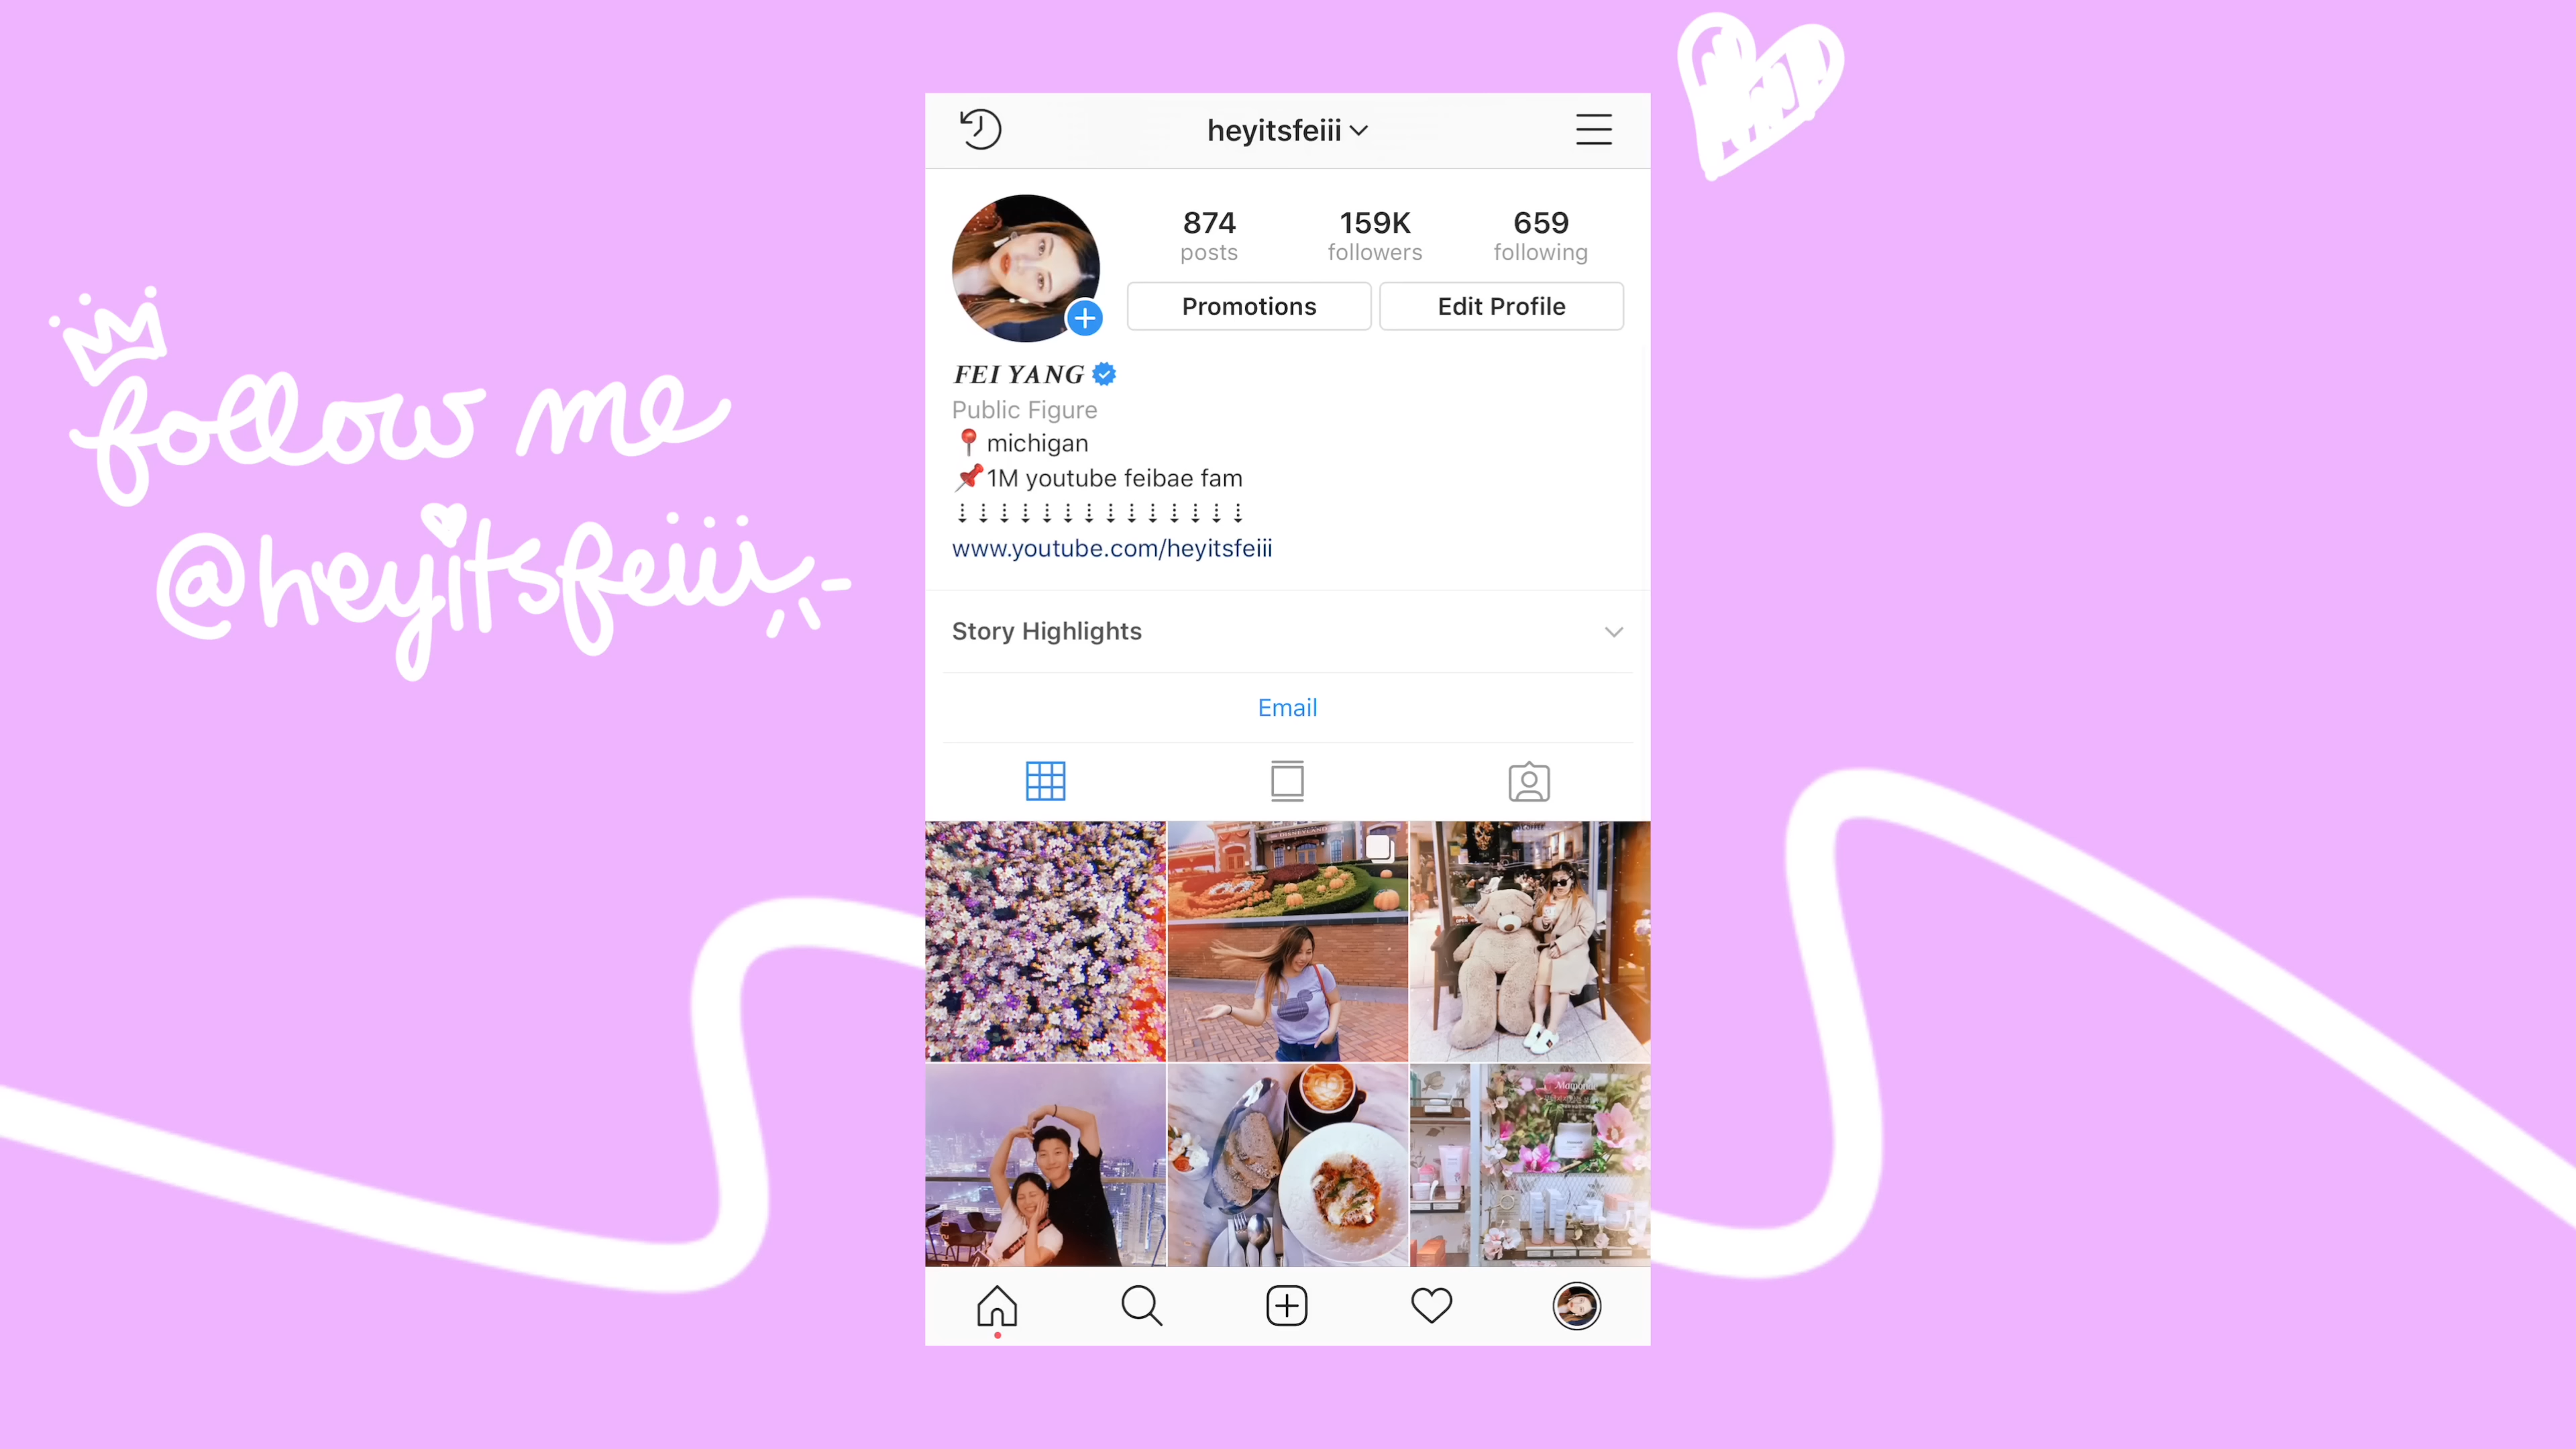 follow me
@heyitsfeiii
heyitsfeiii
874 159K 659
posts followers following
Promotions Edit Profile
FEI YANG
Public Figure
📍michigan
📌1M youtube feibae fam
⇣ ⇣ ⇣ ⇣ ⇣ ⇣ ⇣ ⇣ ⇣ ⇣ ⇣ ⇣ ⇣ ⇣
www.youtube.com/heyitsfeiii
Story Highlights
Email
DISNEYLAND